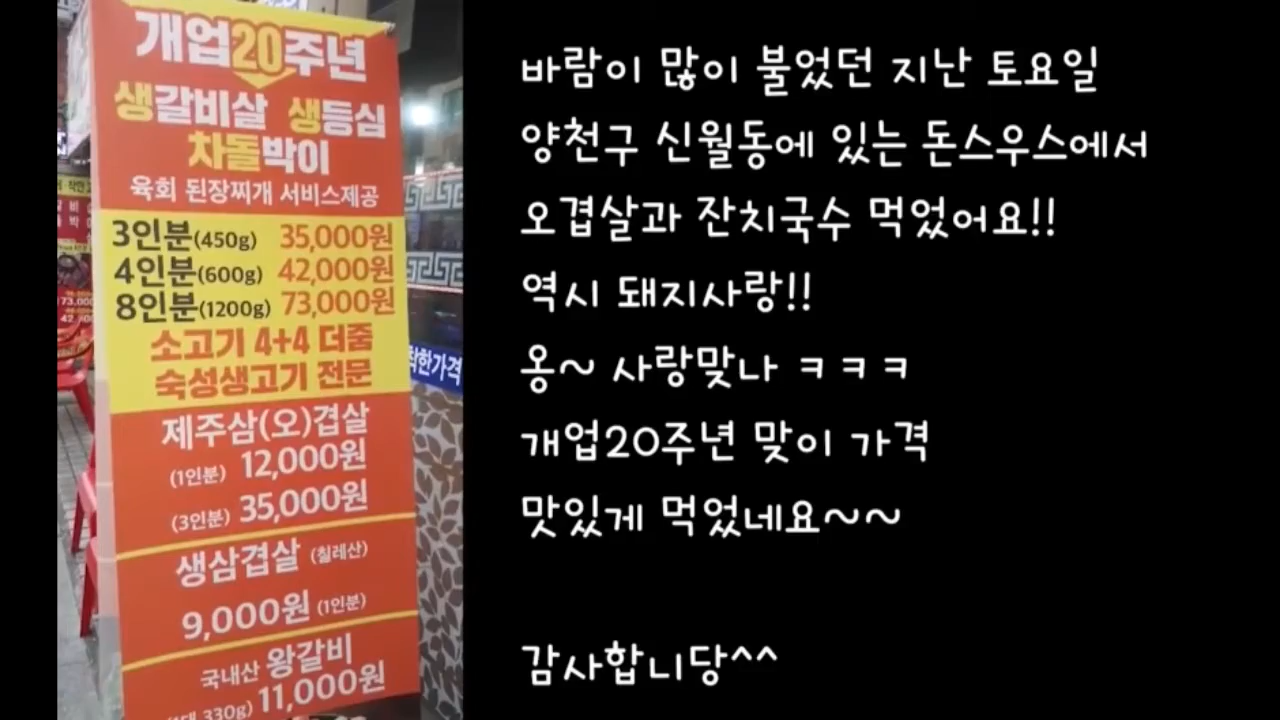 개업20주년
생갈비살 생등심
차돌박이
육회 된장찌개 서비스제공
3인분(450g) 35,000원
4인분(600g) 42,000원
8인분(1200g) 73,000원
소고기 4+4 더줌
숙성생고기 전문
제주삼(오)겹살
(1인분) 12,000원
(3인분) 35,000원
생삼겹살 (칠레산)
9,000원 (1인분)
국내산 왕갈비
330g) 11,000원
착한가격
바람이 많이 불었던 지난 토요일
양천구 신월동에 있는 돈스우스에서
오겹살과 잔치국수 먹었어요!!
역시 돼지사랑!!
옹~ 사랑맞나 ㅋㅋㅋ
개업20주년 맞이 가격
맛있게 먹었네요~~
감사합니당^^